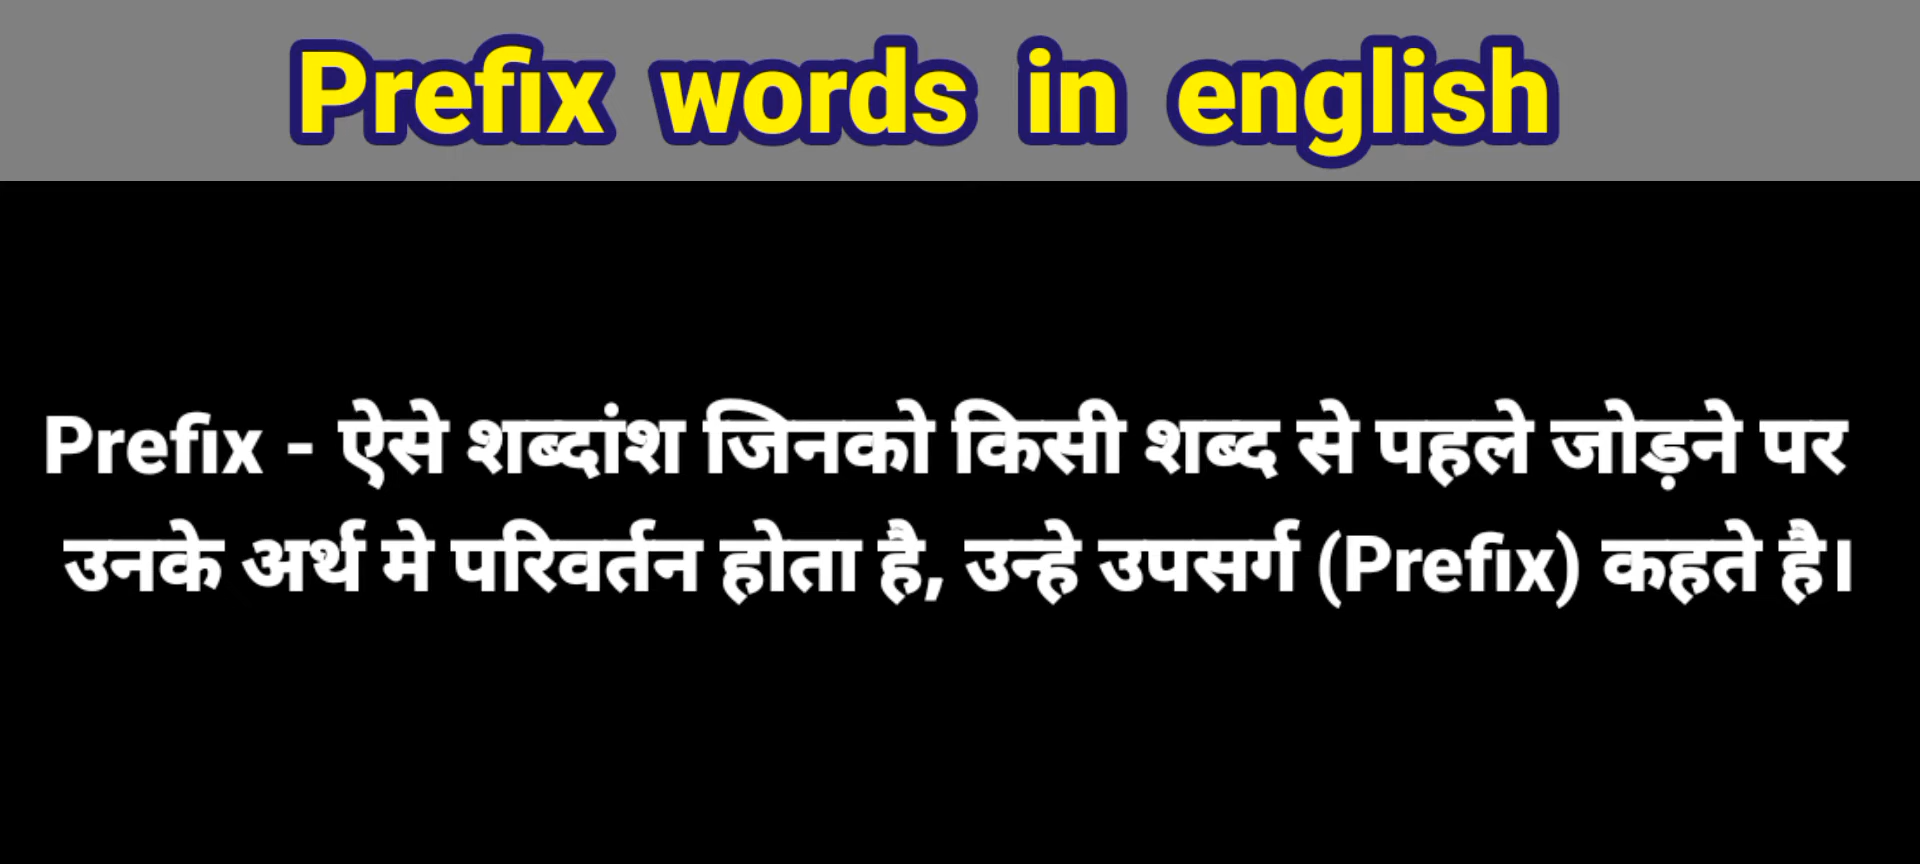 Prefix words in english
Prefix - ऐसे शब्दांश जिनको किसी शब्द से पहले जोड़ने पर
उनके अर्थ मे परिवर्तन होता है, उन्हे उपसर्ग (Prefix) कहते है।